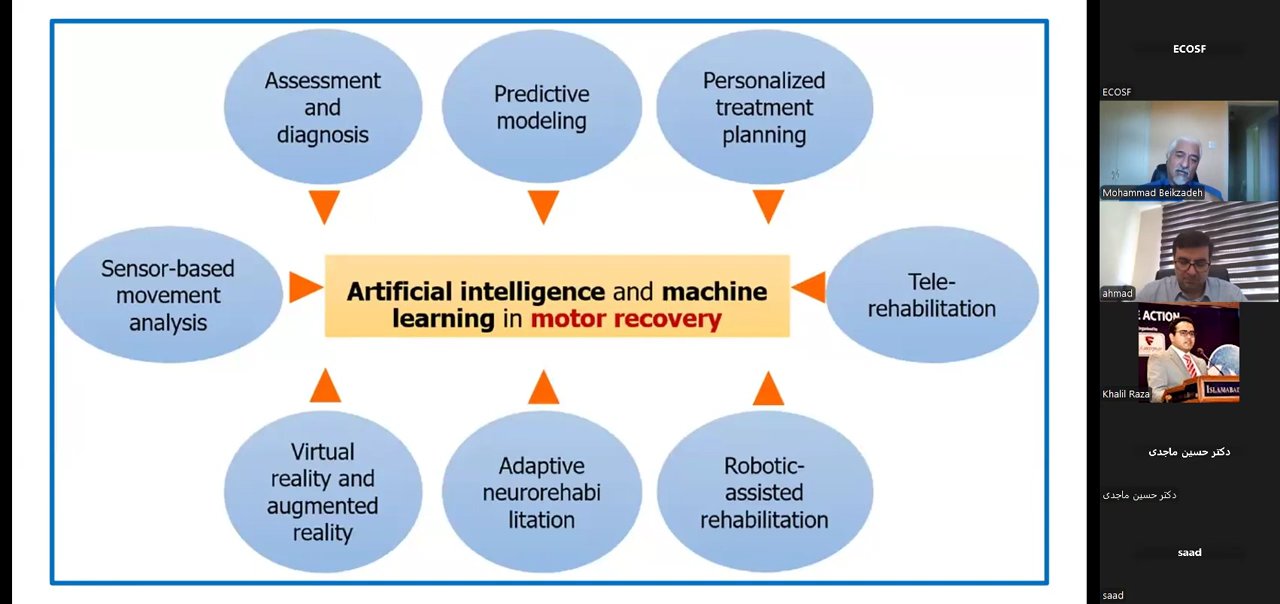 Assessment
and
diagnosis
Predictive
modeling
Personalized
treatment
planning
Sensor-based
movement
analysis
Artificial intelligence and machine
learning in motor recovery
Tele-
rehabilitation
Virtual
reality and
augmented
reality
Adaptive
neurorehabi
litation
Robotic-
assisted
rehabilitation
ECOSF
ECOSF
Mohammad Beikzadeh
ahmad
E ACTION
ISLAMABAD
Khalil Raza
دکتر حسین ماجدی
دکتر حسین ماجدی
saad
saad